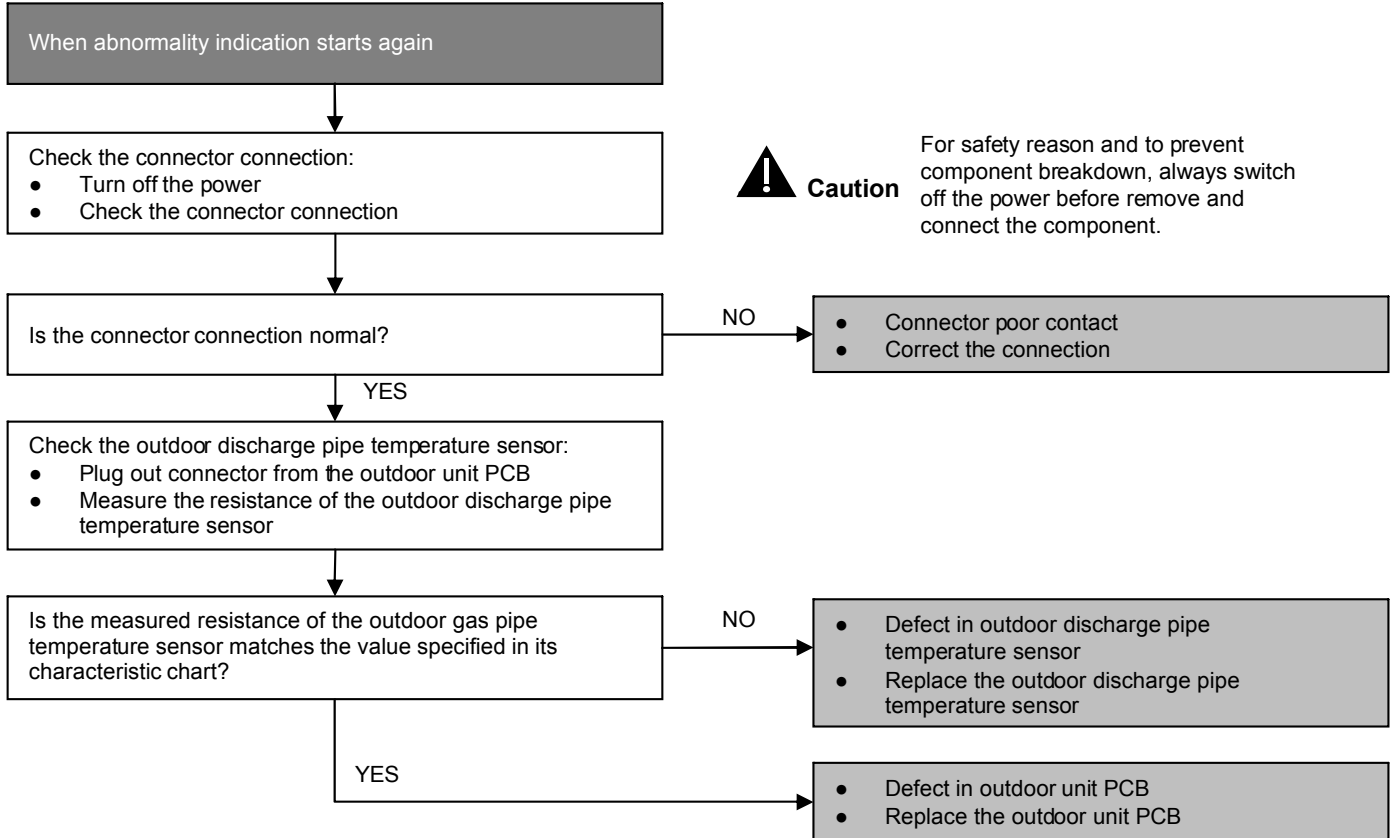 When abnormality indication starts again
Check the connector connection:
● Turn off the power
● Check the connector connection
Caution
For safety reason and to prevent
component breakdown, always switch
off the power before remove and
connect the component.
Is the connector connection normal?
NO
● Connector poor contact
● Correct the connection
YES
Check the outdoor discharge pipe temperature sensor:
● Plug out connector from the outdoor unit PCB
● Measure the resistance of the outdoor discharge pipe
temperature sensor
Is the measured resistance of the outdoor gas pipe
temperature sensor matches the value specified in its
characteristic chart?
NO
● Defect in outdoor discharge pipe
temperature sensor
● Replace the outdoor discharge pipe
temperature sensor
YES
● Defect in outdoor unit PCB
● Replace the outdoor unit PCB